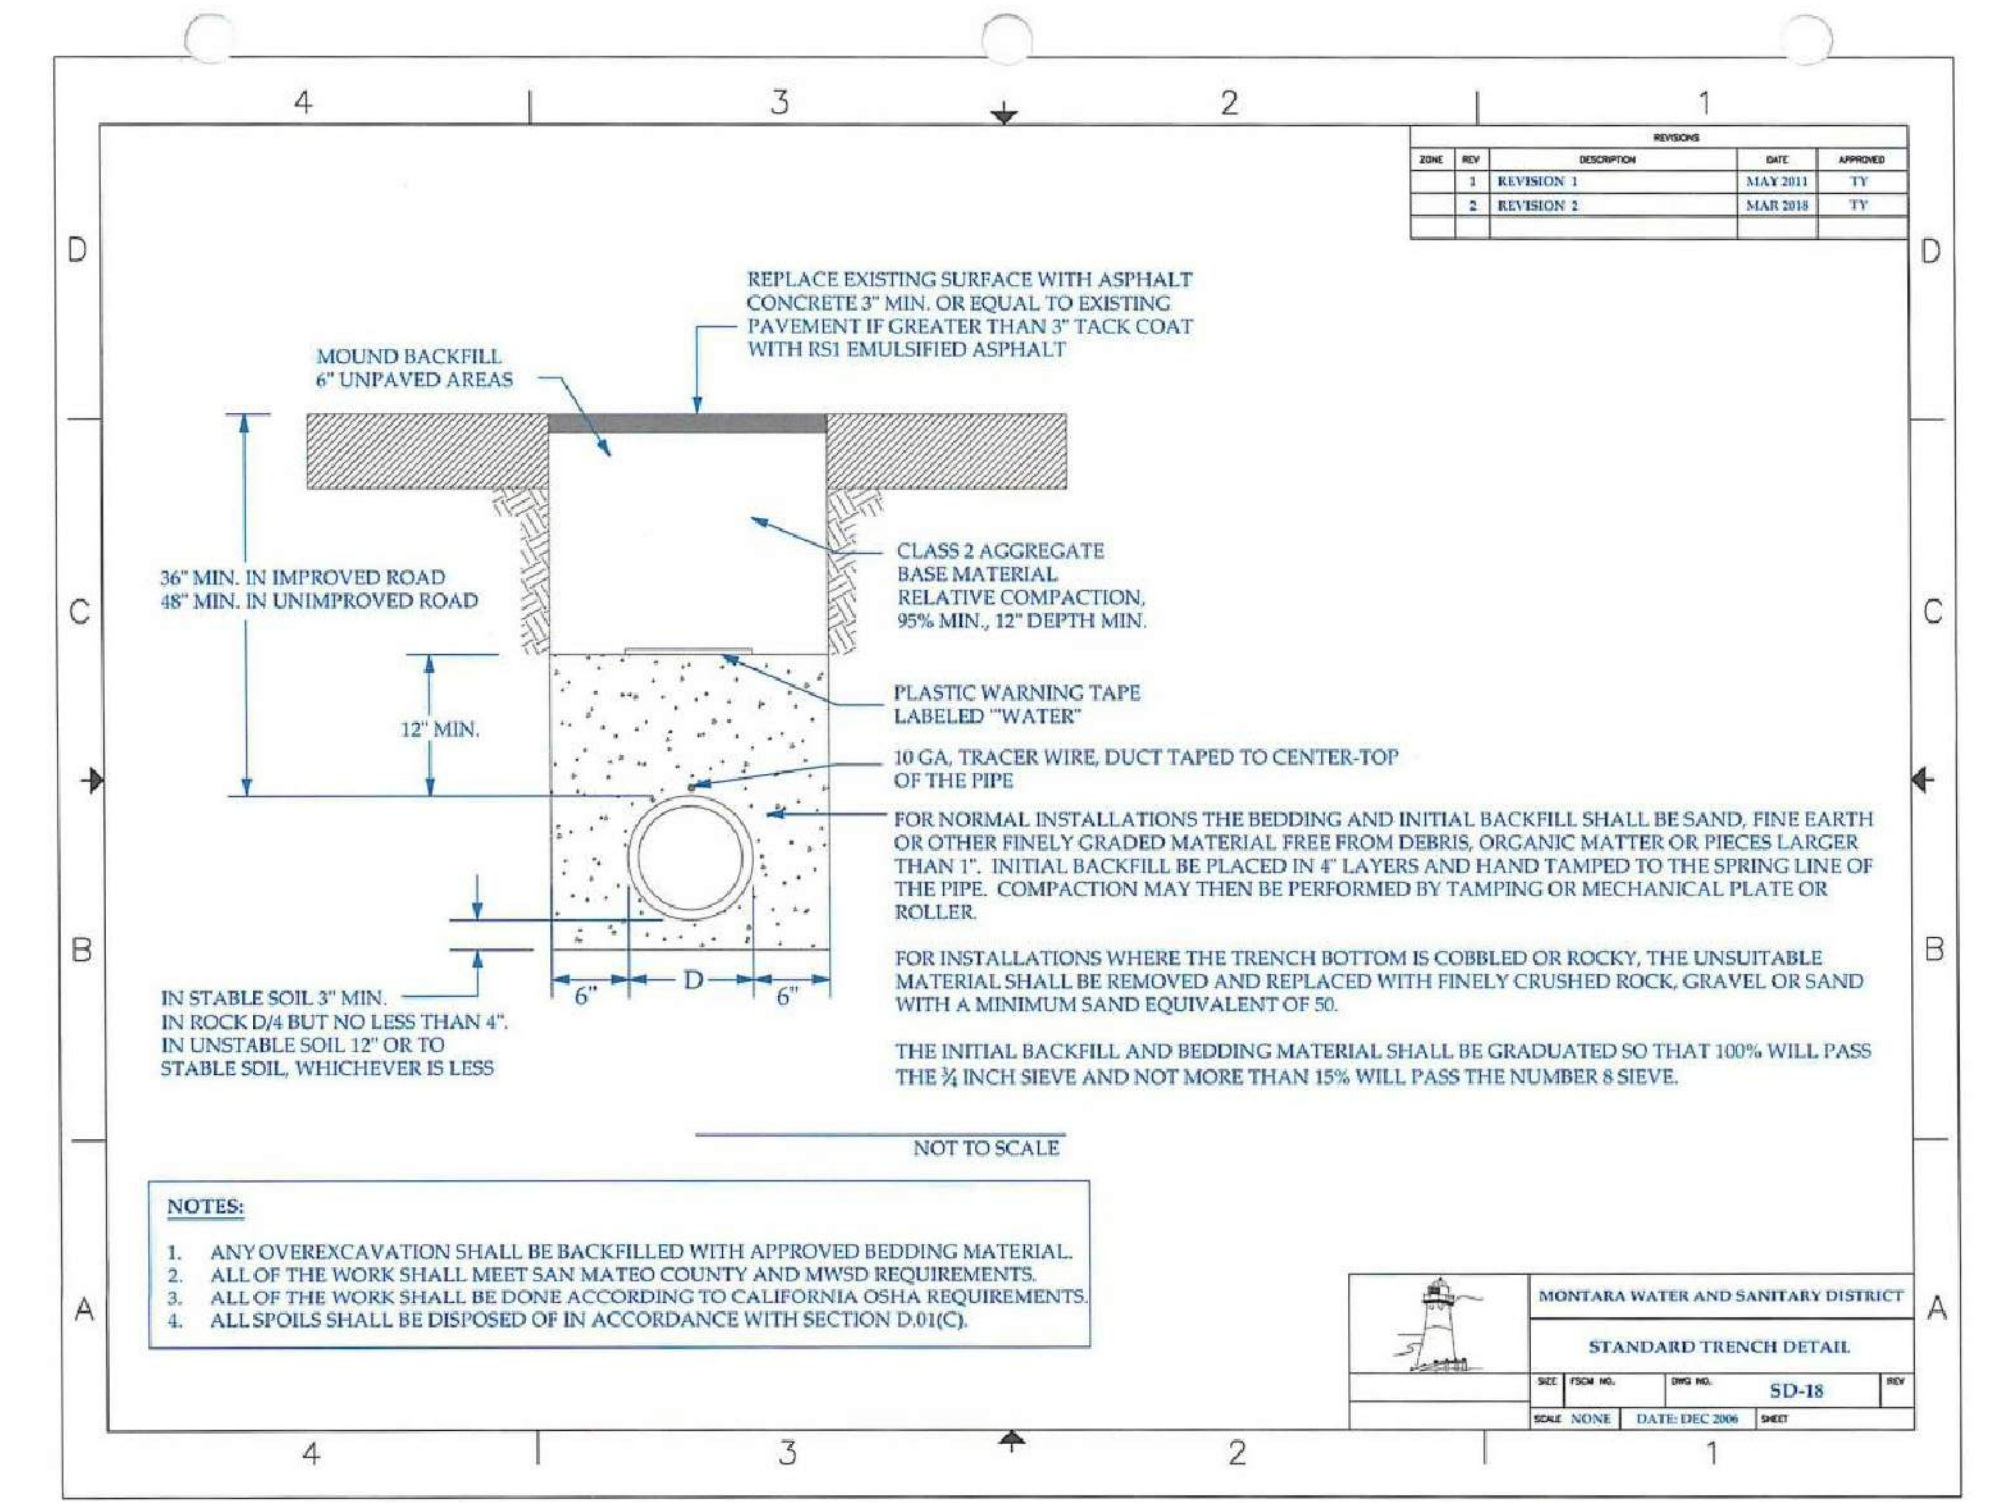 4 3 2 1
REVISIONS
ZONE REV DESCRIPTION DATE APPROVED
1 REVISION 1 MAY 2011 TY
2 REVISION 2 MAR 2018 TY
D D
REPLACE EXISTING SURFACE WITH ASPHALT
CONCRETE 3" MIN. OR EQUAL TO EXISTING
PAVEMENT IF GREATER THAN 3" TACK COAT
WITH RS1 EMULSIFIED ASPHALT
MOUND BACKFILL
6" UNPAVED AREAS
36" MIN. IN IMPROVED ROAD
48" MIN. IN UNIMPROVED ROAD
C C
CLASS 2 AGGREGATE
BASE MATERIAL
RELATIVE COMPACTION,
95% MIN., 12" DEPTH MIN.
12" MIN.
PLASTIC WARNING TAPE
LABELED "WATER"
10 GA, TRACER WIRE, DUCT TAPED TO CENTER-TOP
OF THE PIPE
FOR NORMAL INSTALLATIONS THE BEDDING AND INITIAL BACKFILL SHALL BE SAND, FINE EARTH
OR OTHER FINELY GRADED MATERIAL FREE FROM DEBRIS, ORGANIC MATTER OR PIECES LARGER
THAN 1". INITIAL BACKFILL BE PLACED IN 4" LAYERS AND HAND TAMPED TO THE SPRING LINE OF
THE PIPE. COMPACTION MAY THEN BE PERFORMED BY TAMPING OR MECHANICAL PLATE OR
ROLLER.
B B
FOR INSTALLATIONS WHERE THE TRENCH BOTTOM IS COBBLED OR ROCKY, THE UNSUITABLE
MATERIAL SHALL BE REMOVED AND REPLACED WITH FINELY CRUSHED ROCK, GRAVEL OR SAND
WITH A MINIMUM SAND EQUIVALENT OF 50.
6" D 6"
IN STABLE SOIL 3" MIN.
IN ROCK D/4 BUT NO LESS THAN 4".
IN UNSTABLE SOIL 12" OR TO
STABLE SOIL, WHICHEVER IS LESS
THE INITIAL BACKFILL AND BEDDING MATERIAL SHALL BE GRADUATED SO THAT 100% WILL PASS
THE ¾ INCH SIEVE AND NOT MORE THAN 15% WILL PASS THE NUMBER 8 SIEVE.
NOT TO SCALE
NOTES:
1. ANY OVEREXCAVATION SHALL BE BACKFILLED WITH APPROVED BEDDING MATERIAL.
2. ALL OF THE WORK SHALL MEET SAN MATEO COUNTY AND MWSD REQUIREMENTS.
3. ALL OF THE WORK SHALL BE DONE ACCORDING TO CALIFORNIA OSHA REQUIREMENTS.
4. ALL SPOILS SHALL BE DISPOSED OF IN ACCORDANCE WITH SECTION D.01(C).
A A
MONTARA WATER AND SANITARY DISTRICT
STANDARD TRENCH DETAIL
SIZE FSCM NO. DWG NO. SD-18 REV
SCALE NONE DATE: DEC 2006 SHEET
4 3 2 1